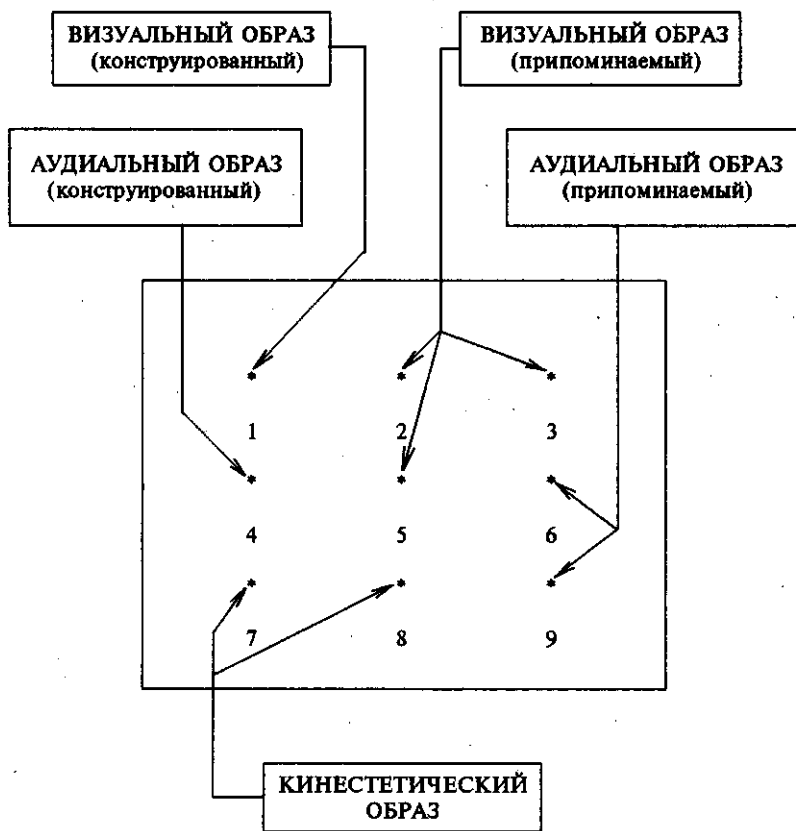 ВИЗУАЛЬНЫЙ ОБРАЗ
(конструированный)
ВИЗУАЛЬНЫЙ ОБРАЗ
(припоминаемый)
АУДИАЛЬНЫЙ ОБРАЗ
(конструированный)
АУДИАЛЬНЫЙ ОБРАЗ
(припоминаемый)
* * *
1 2 3
* * *
4 5 6
* * *
7 8 9
КИНЕСТЕТИЧЕСКИЙ
ОБРАЗ